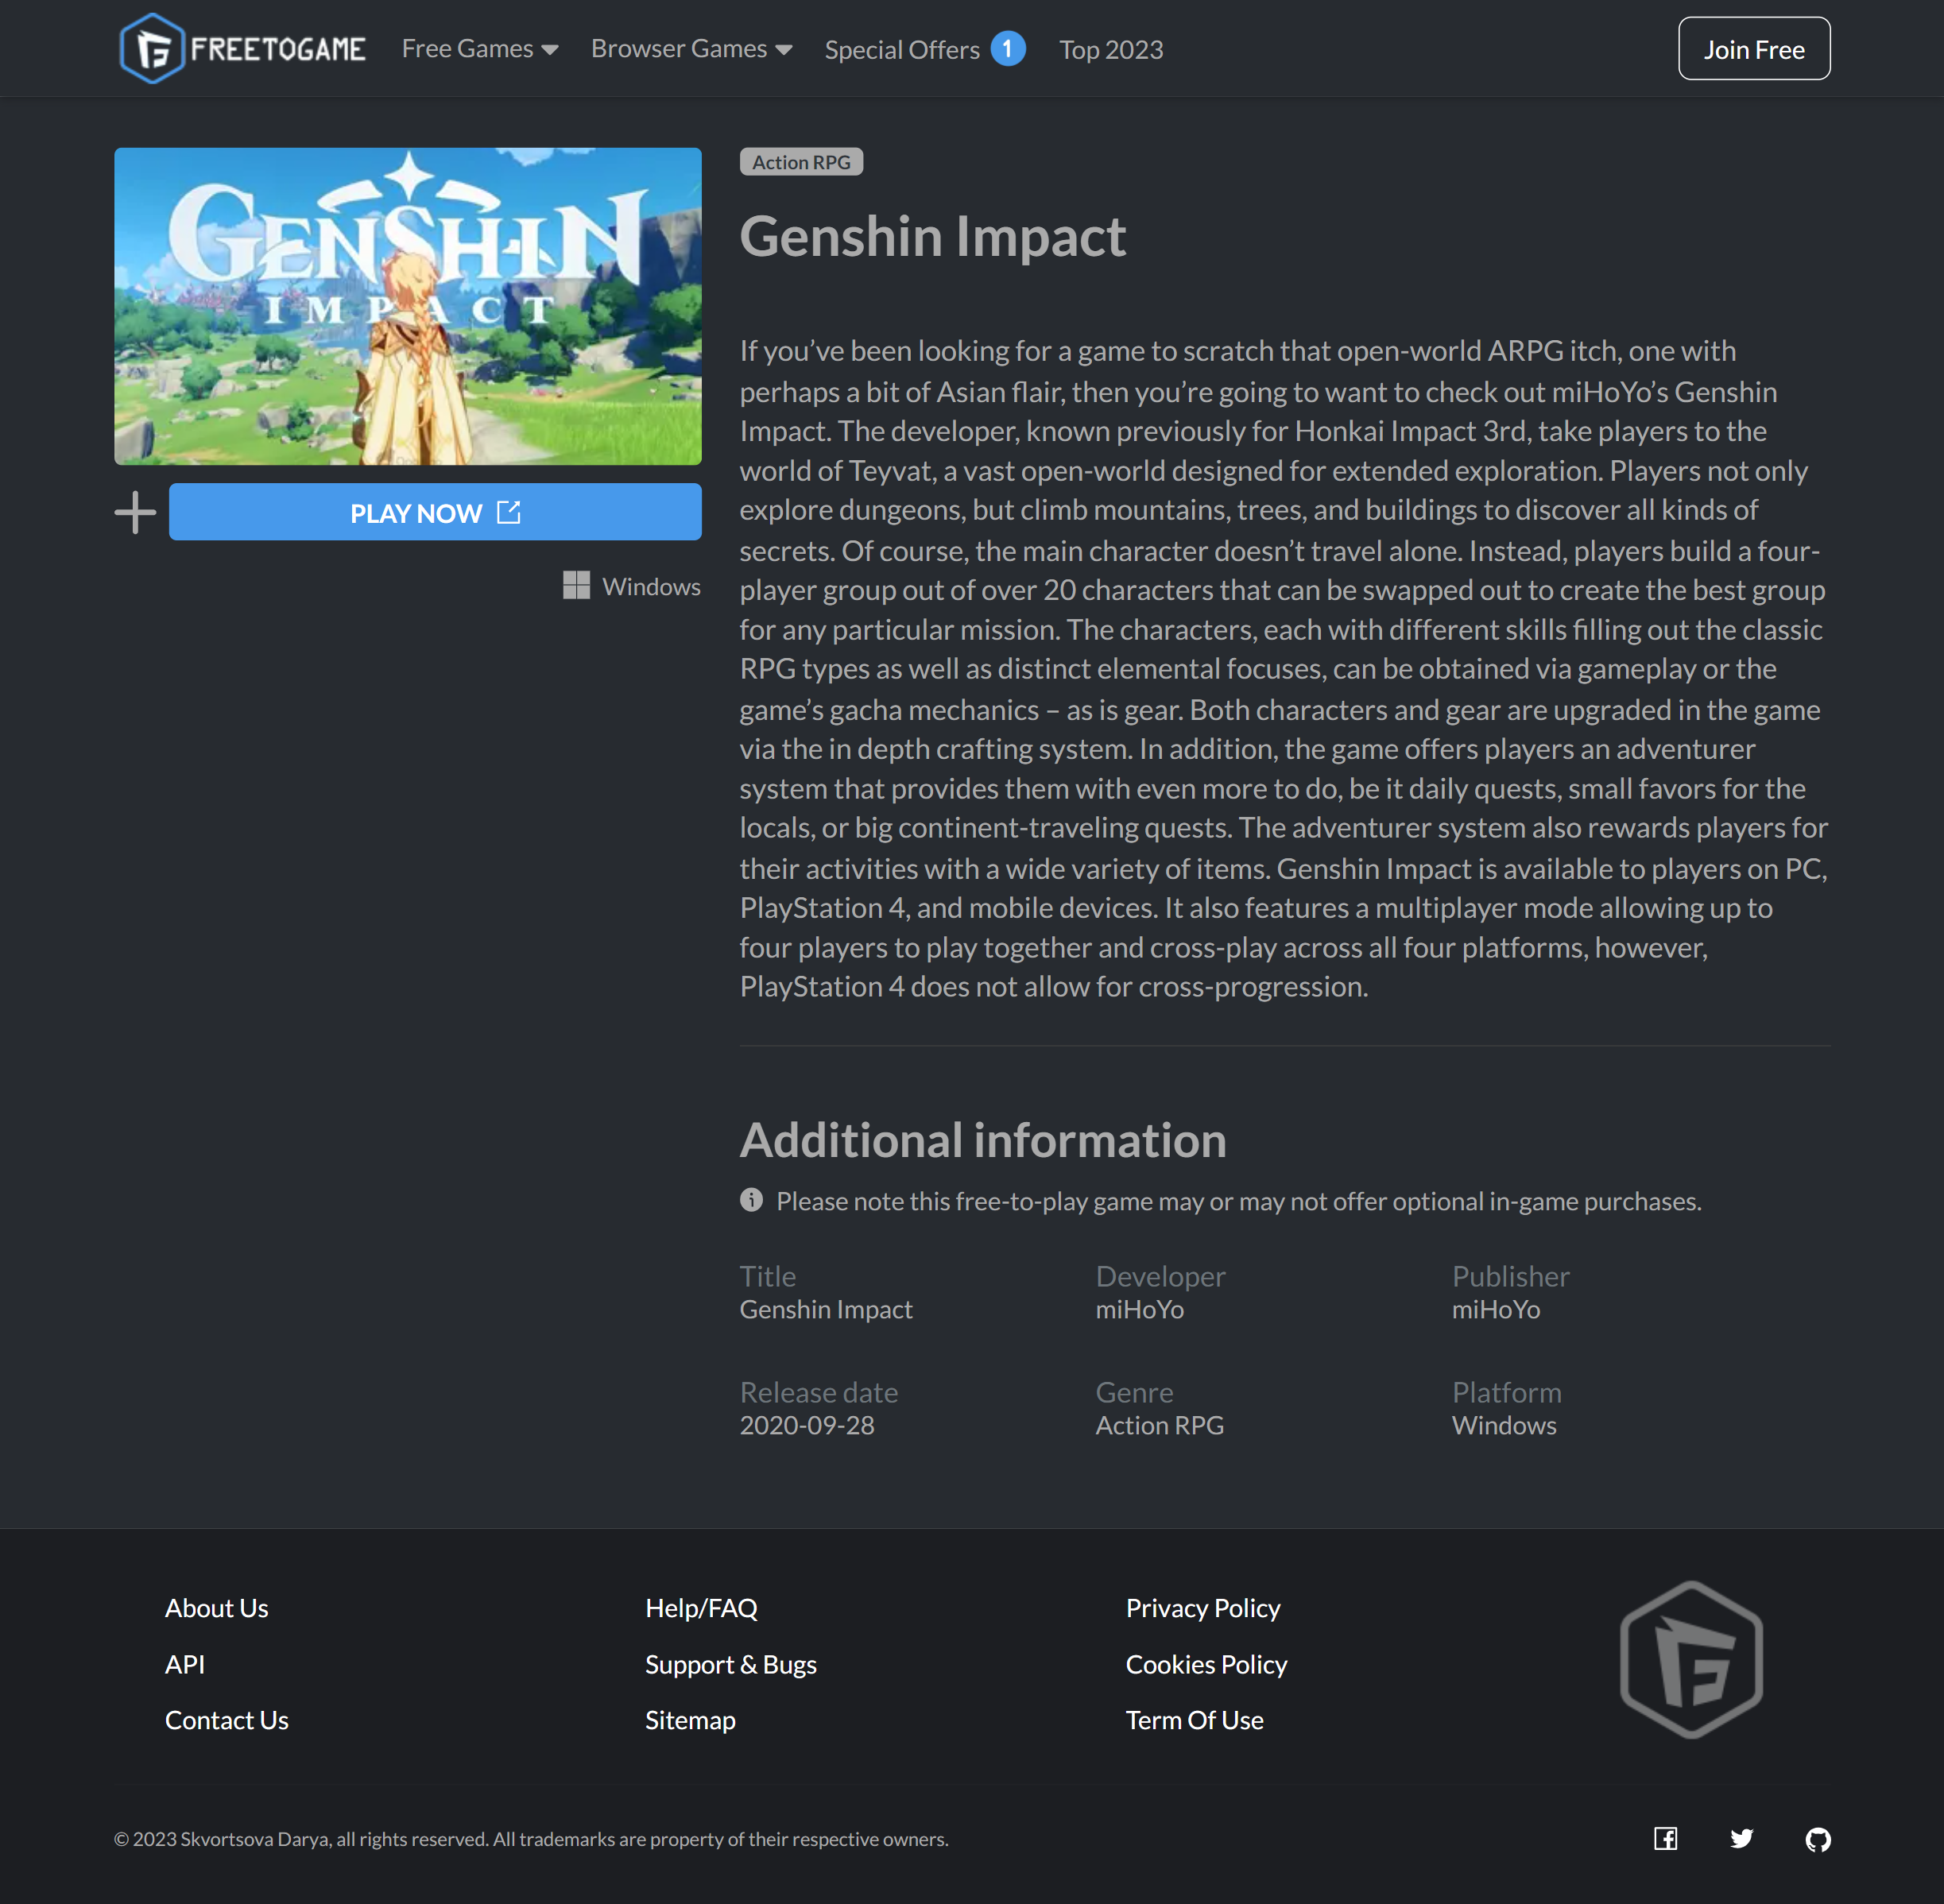 FREETOGAME
Free Games
Browser Games
Special Offers 1
Top 2023
Join Free
GENSHIN
IMPACT
PLAY NOW
Windows
Action RPG
Genshin Impact
If you’ve been looking for a game to scratch that open-world ARPG itch, one with
perhaps a bit of Asian flair, then you’re going to want to check out miHoYo’s Genshin
Impact. The developer, known previously for Honkai Impact 3rd, take players to the
world of Teyvat, a vast open-world designed for extended exploration. Players not only
explore dungeons, but climb mountains, trees, and buildings to discover all kinds of
secrets. Of course, the main character doesn’t travel alone. Instead, players build a four-
player group out of over 20 characters that can be swapped out to create the best group
for any particular mission. The characters, each with different skills filling out the classic
RPG types as well as distinct elemental focuses, can be obtained via gameplay or the
game’s gacha mechanics – as is gear. Both characters and gear are upgraded in the game
via the in depth crafting system. In addition, the game offers players an adventurer
system that provides them with even more to do, be it daily quests, small favors for the
locals, or big continent-traveling quests. The adventurer system also rewards players for
their activities with a wide variety of items. Genshin Impact is available to players on PC,
PlayStation 4, and mobile devices. It also features a multiplayer mode allowing up to
four players to play together and cross-play across all four platforms, however,
PlayStation 4 does not allow for cross-progression.
Additional information
Please note this free-to-play game may or may not offer optional in-game purchases.
Title
Genshin Impact
Developer
miHoYo
Publisher
miHoYo
Release date
2020-09-28
Genre
Action RPG
Platform
Windows
About Us
API
Contact Us
Help/FAQ
Support & Bugs
Sitemap
Privacy Policy
Cookies Policy
Term Of Use
© 2023 Skvortsova Darya, all rights reserved. All trademarks are property of their respective owners.